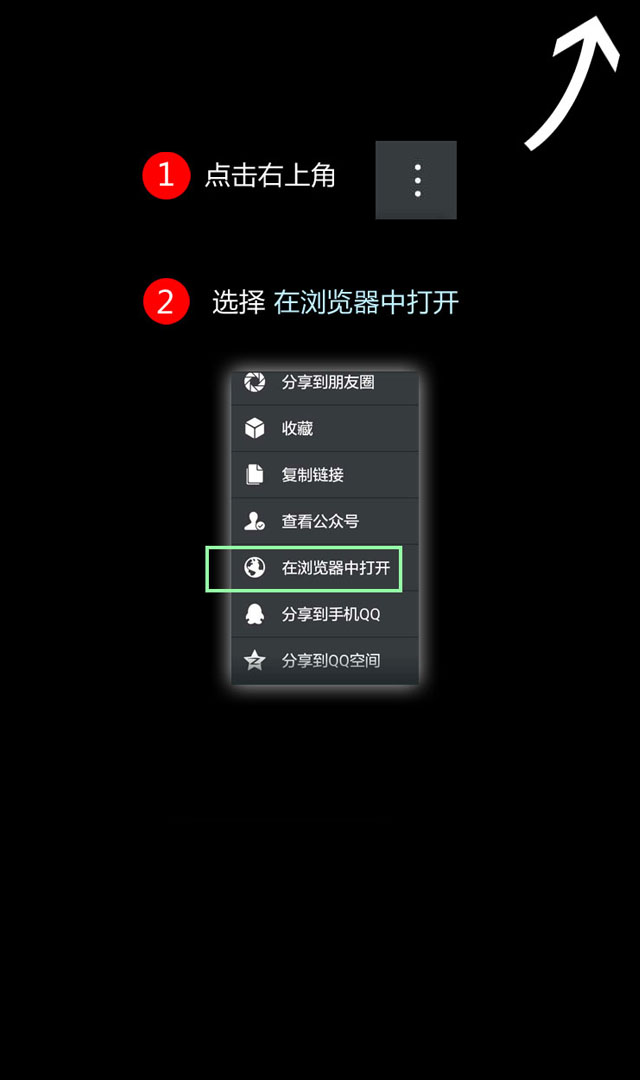 1 点击右上角
2 选择 在浏览器中打开
分享到朋友圈
收藏
复制链接
查看公众号
在浏览器中打开
分享到手机QQ
分享到QQ空间